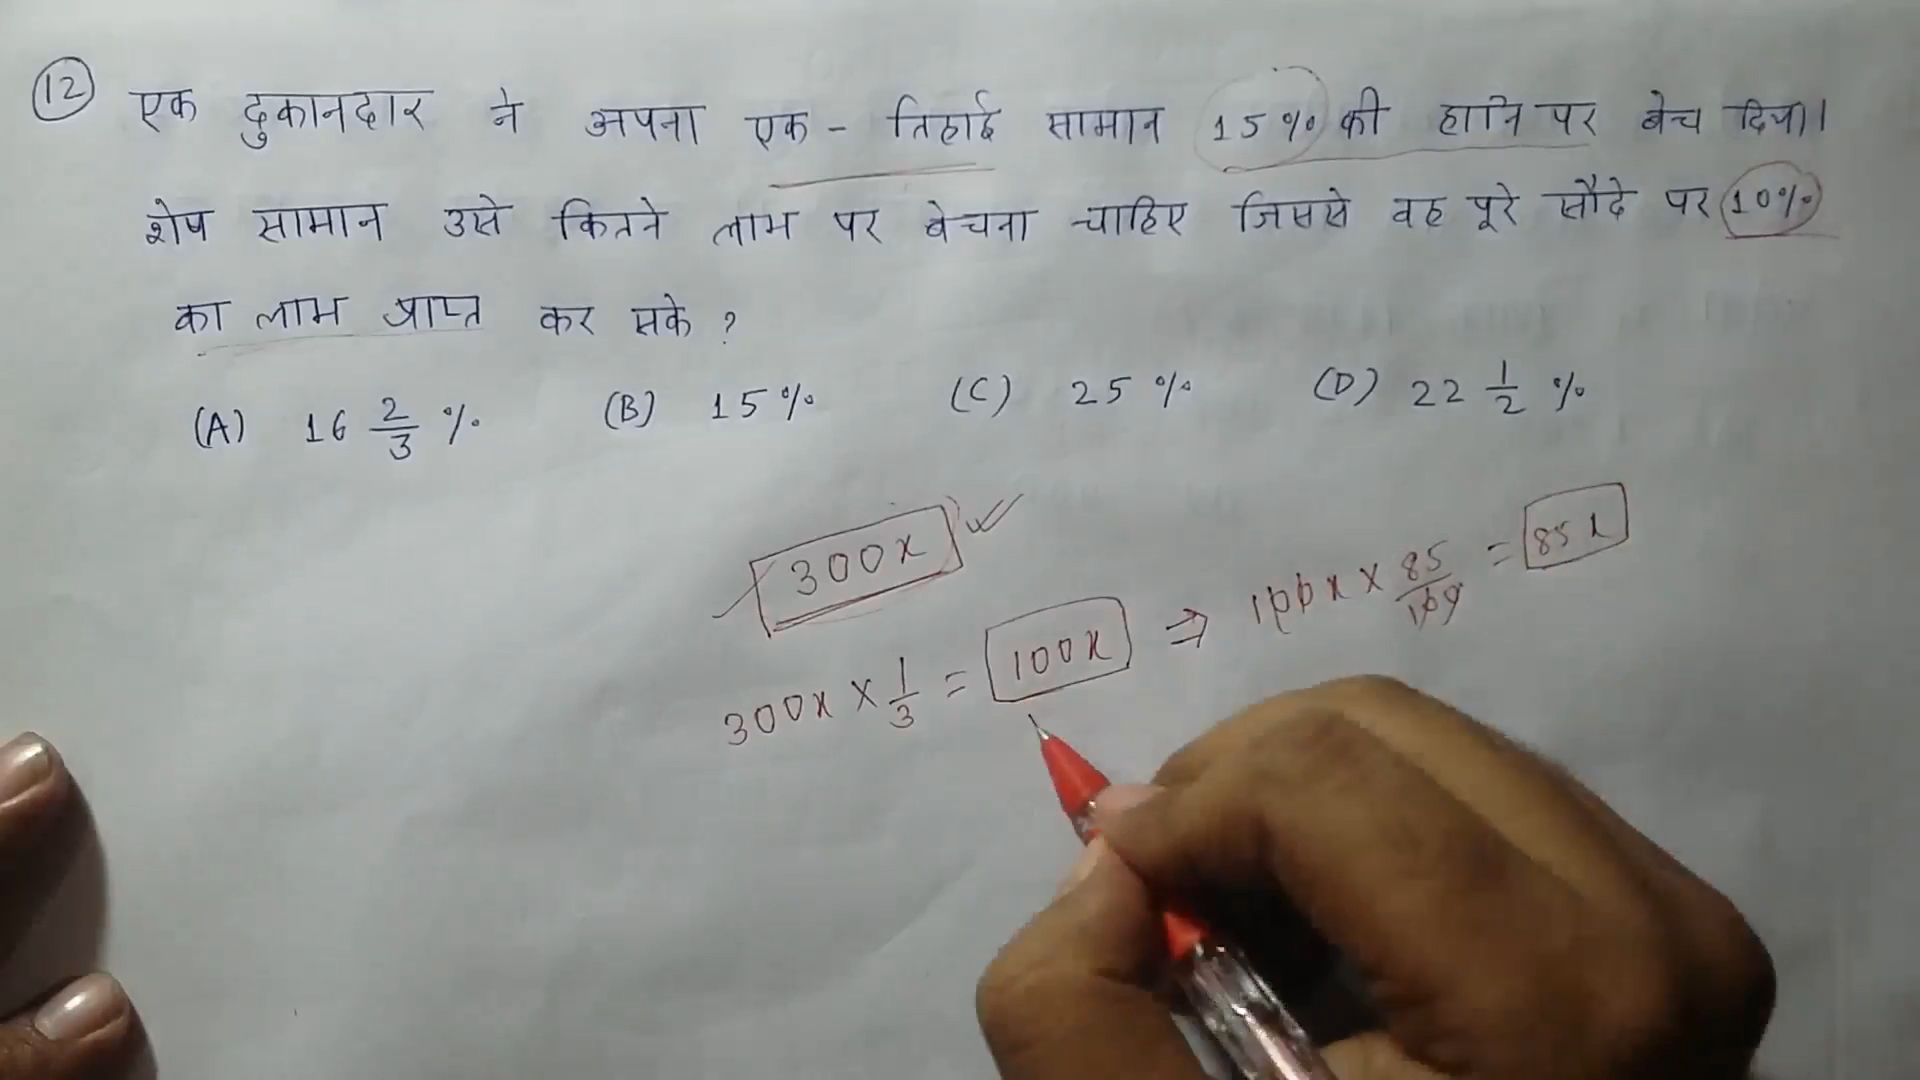 12 एक दुकानदार ने अपना एक - तिहाई सामान 15% की हानि पर बेच दिया।
शेष सामान उसे कितने लाभ पर बेचना चाहिए जिससे वह पूरे सौदे पर 10%
का लाभ प्राप्त कर सके ?
(A) 16 2/3 % (B) 15% (C) 25% (D) 22 1/2 %
300x
300x × 1/3 = 100x ⇒ 100x × 85/100 = 85x